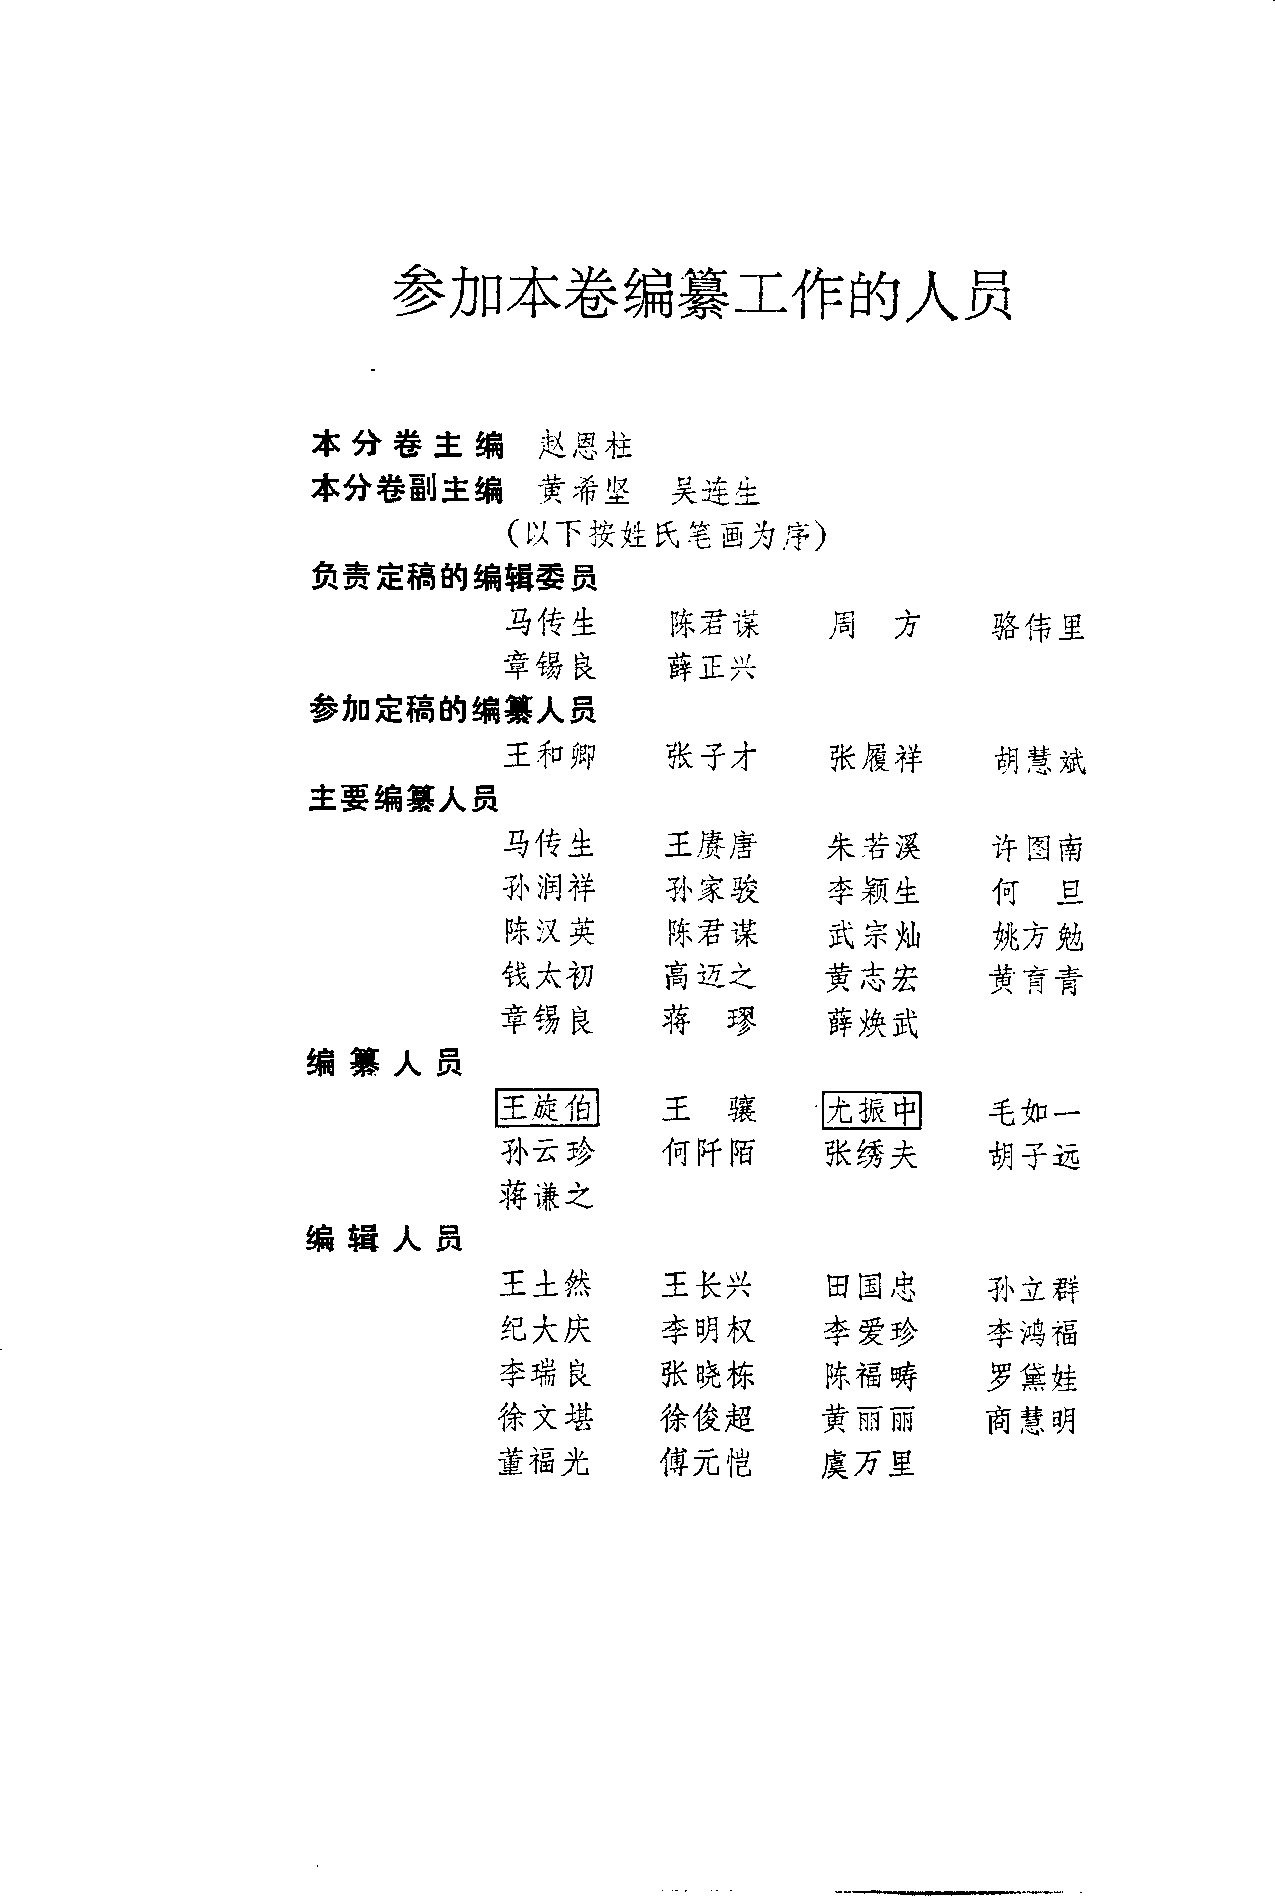 参加本卷编纂工作的人员
本分卷主编 赵恩柱
本分卷副主编 黄希坚 吴连生
（以下按姓氏笔画为序）
负责定稿的编辑委员
马传生 陈君谋 周 方 骆伟里
章锡良 薛正兴
参加定稿的编纂人员
王和卿 张子才 张履祥 胡慧斌
主要编纂人员
马传生 王赓唐 朱若溪 许图南
孙润祥 孙家骏 李颖生 何 旦
陈汉英 陈君谋 武宗灿 姚方勉
钱太初 高迈之 黄志宏 黄育青
章锡良 蒋 璆 薛焕武
编纂人员
王旋伯 王 骧 尤振中 毛如一
孙云珍 何阡陌 张绣夫 胡子远
蒋谦之
编辑人员
王土然 王长兴 田国忠 孙立群
纪大庆 李明权 李爱珍 李鸿福
李瑞良 张晓栋 陈福畴 罗黛娃
徐文堪 徐俊超 黄丽丽 商慧明
董福光 傅元恺 虞万里